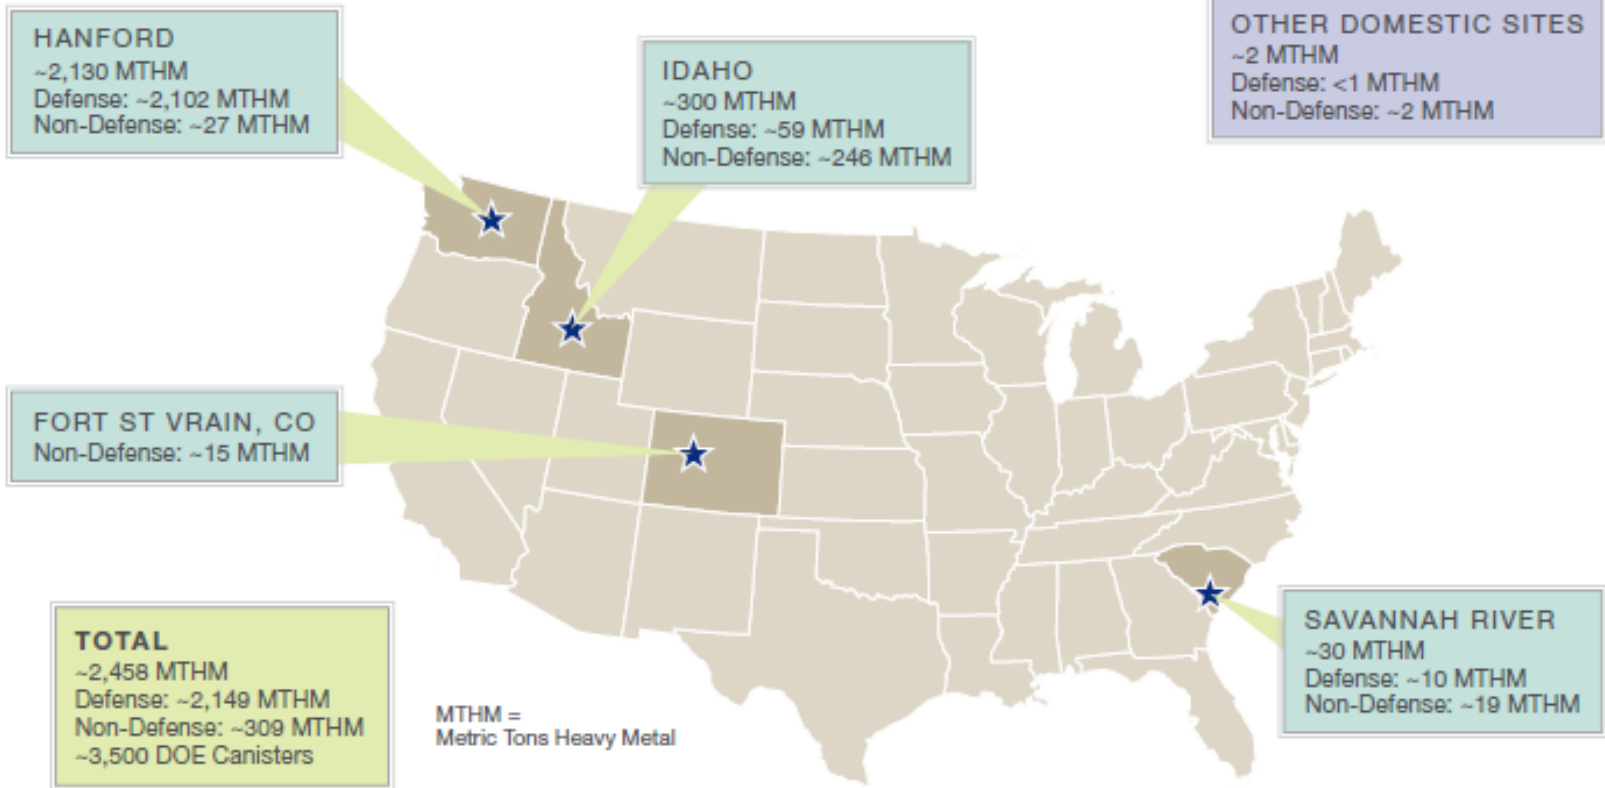 HANFORD
~2,130 MTHM
Defense: ~2,102 MTHM
Non-Defense: ~27 MTHM
IDAHO
~300 MTHM
Defense: ~59 MTHM
Non-Defense: ~246 MTHM
OTHER DOMESTIC SITES
~2 MTHM
Defense: <1 MTHM
Non-Defense: ~2 MTHM
FORT ST VRAIN, CO
Non-Defense: ~15 MTHM
TOTAL
~2,458 MTHM
Defense: ~2,149 MTHM
Non-Defense: ~309 MTHM
~3,500 DOE Canisters
MTHM =
Metric Tons Heavy Metal
SAVANNAH RIVER
~30 MTHM
Defense: ~10 MTHM
Non-Defense: ~19 MTHM